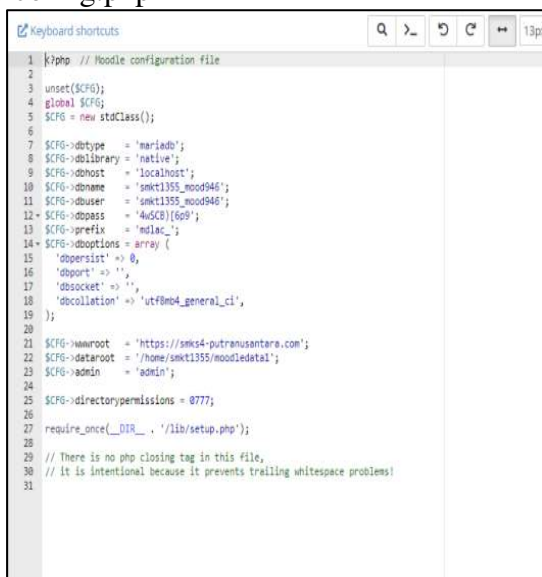 Keyboard shortcuts 13p
1 <?php // Moodle configuration file
2
3 unset($CFG);
4 global $CFG;
5 $CFG = new stdClass();
6
7 $CFG->dbtype = 'mariadb';
8 $CFG->dblibrary = 'native';
9 $CFG->dbhost = 'localhost';
10 $CFG->dbname = 'smkt1355_mood946';
11 $CFG->dbuser = 'smkt1355_mood946';
12 $CFG->dbpass = '4wSCB)[6p9';
13 $CFG->prefix = 'mdlac_';
14 $CFG->dboptions = array (
15 'dbpersist' => 0,
16 'dbport' => '',
17 'dbsocket' => '',
18 'dbcollation' => 'utf8mb4_general_ci',
19 );
20
21 $CFG->wwwroot = 'https://smks4-putranusantara.com';
22 $CFG->dataroot = '/home/smkt1355/moodledata1';
23 $CFG->admin = 'admin';
24
25 $CFG->directorypermissions = 0777;
26
27 require_once(__DIR__ . '/lib/setup.php');
28
29 // There is no php closing tag in this file,
30 // it is intentional because it prevents trailing whitespace problems!
31